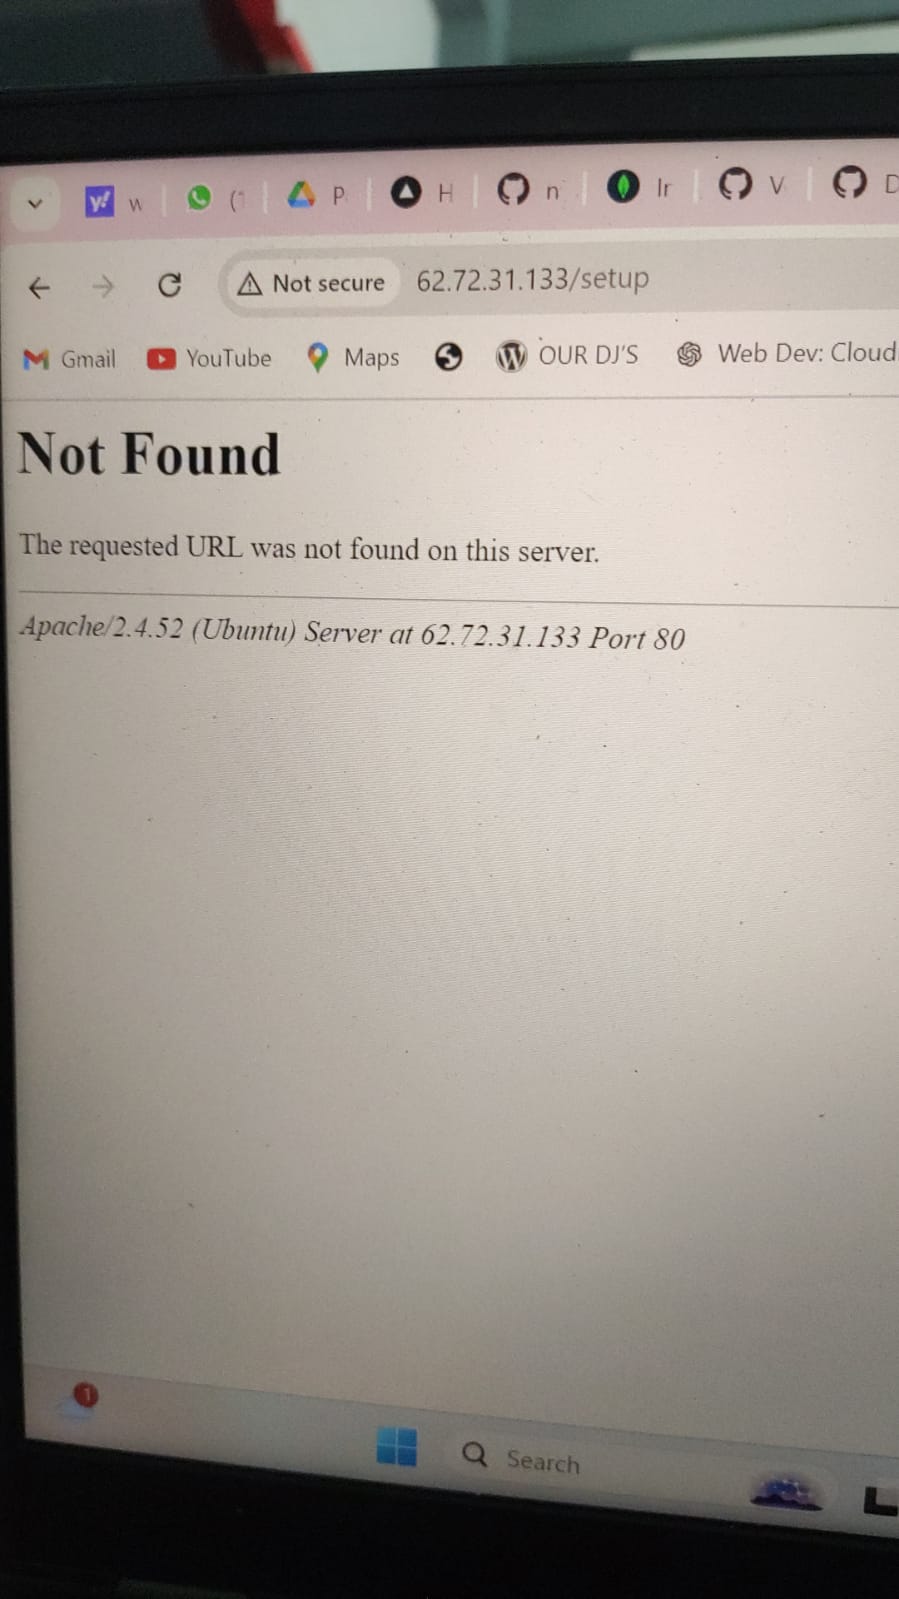 y! W (1 P H n Ir V D
Not secure 62.72.31.133/setup
Gmail YouTube Maps OUR DJ'S Web Dev: Cloud
Not Found
The requested URL was not found on this server.
Apache/2.4.52 (Ubuntu) Server at 62.72.31.133 Port 80
1
Search